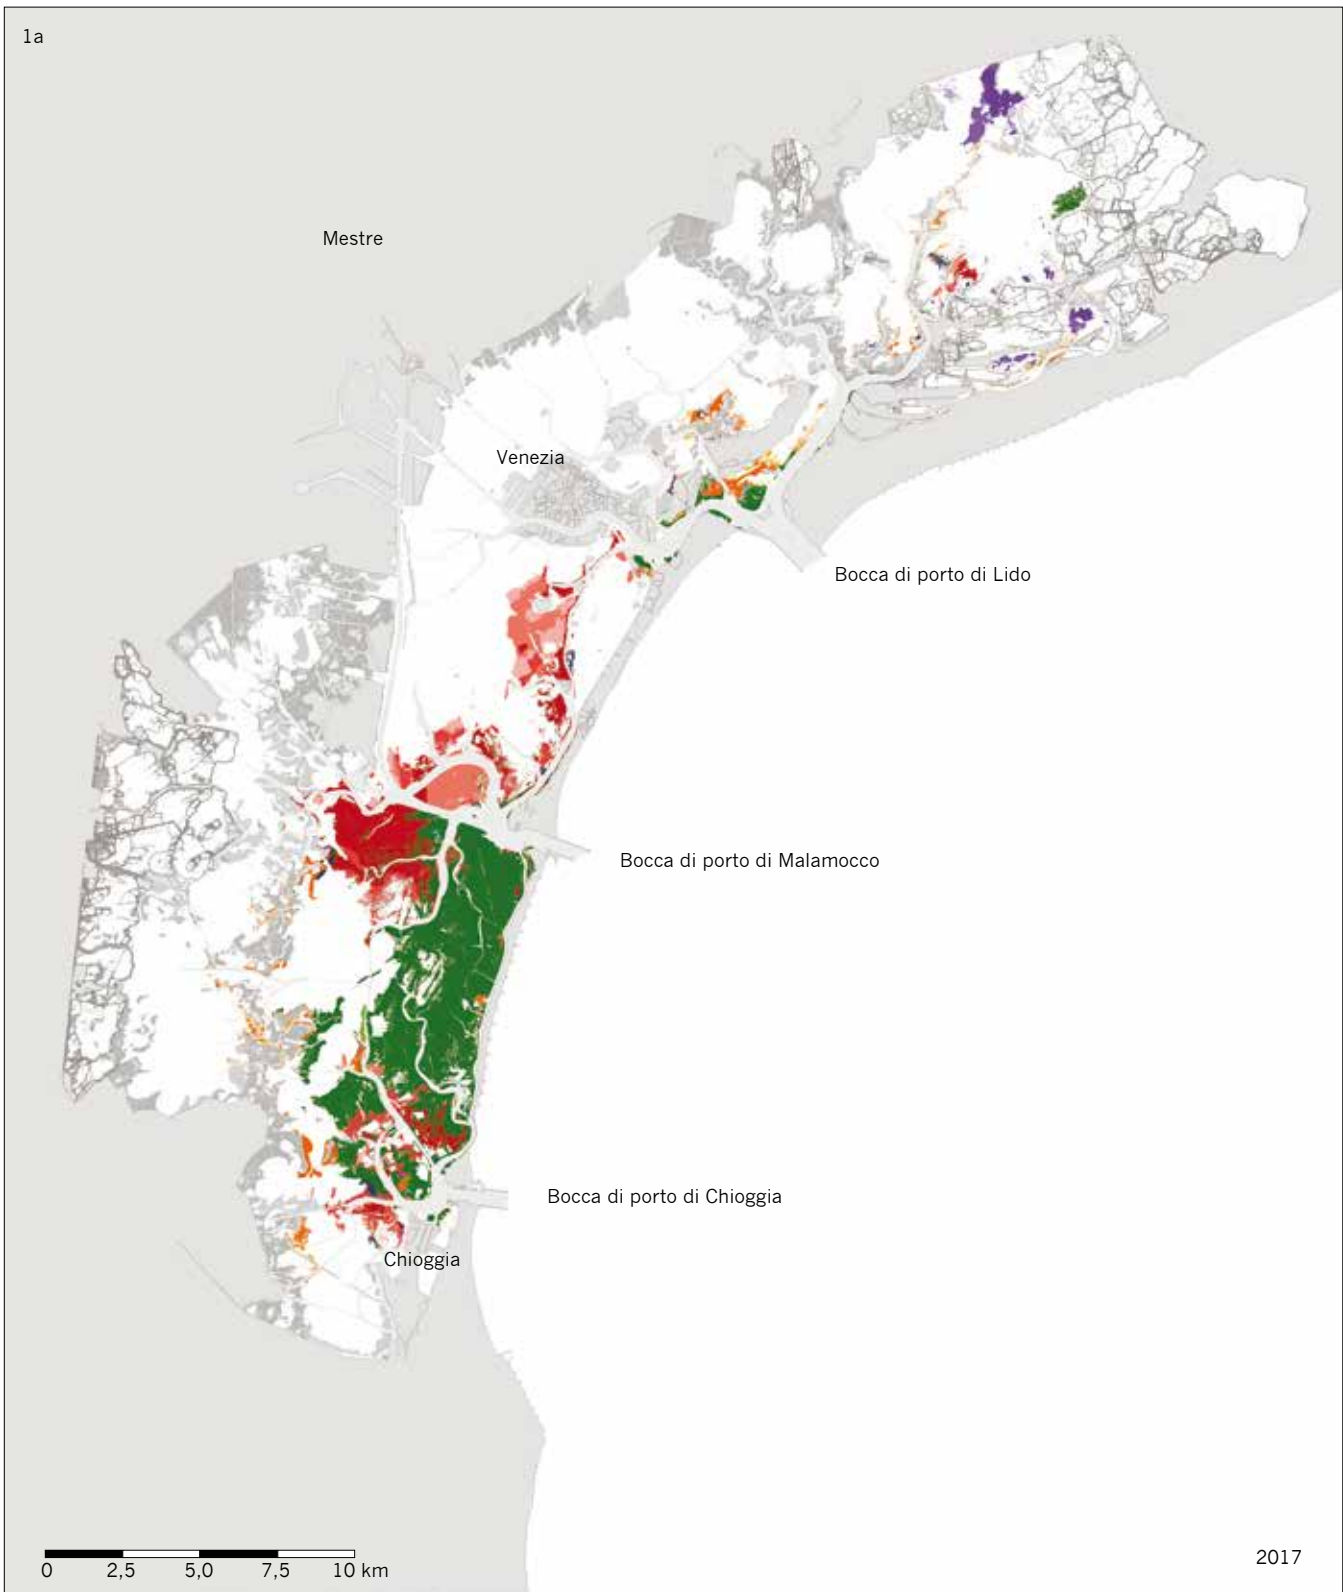 1a
Mestre
Venezia
Bocca di porto di Lido
Bocca di porto di Malamocco
Bocca di porto di Chioggia
Chioggia
0 2,5 5,0 7,5 10 km
2017